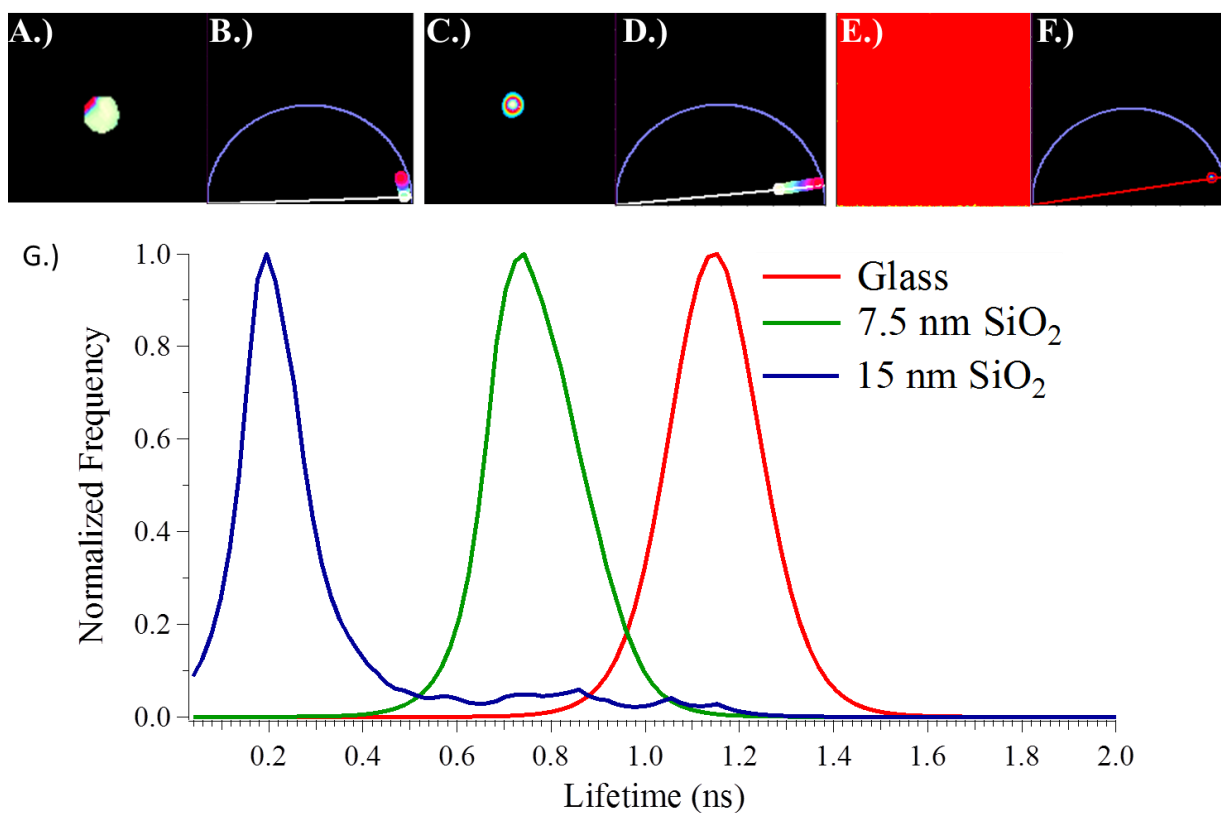 A.) B.) C.) D.) E.) F.)
G.)
Normalized Frequency
1.0
0.8
0.6
0.4
0.2
0.0
Glass
7.5 nm SiO₂
15 nm SiO₂
0.2 0.4 0.6 0.8 1.0 1.2 1.4 1.6 1.8 2.0
Lifetime (ns)